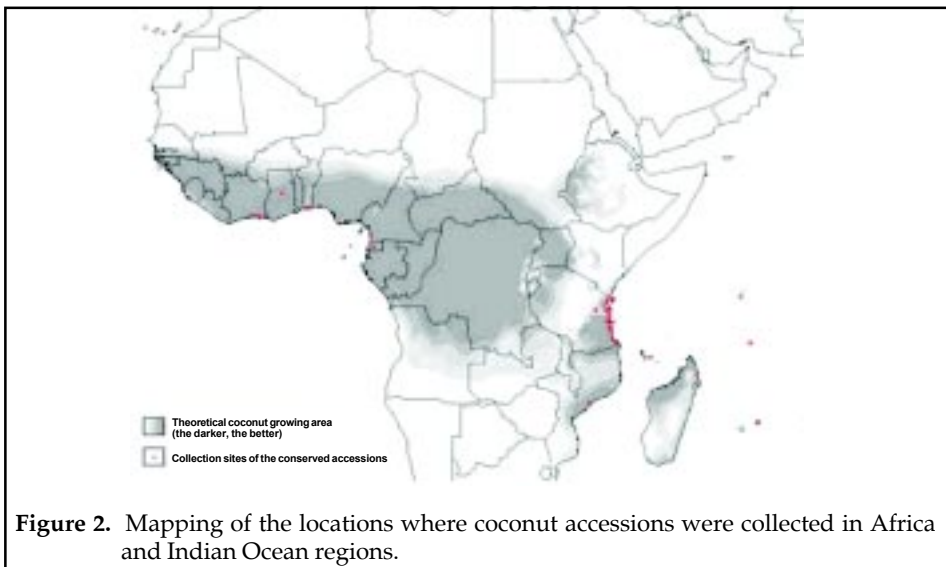 Theoretical coconut growing area
(the darker, the better)
Collection sites of the conserved accessions
Figure 2. Mapping of the locations where coconut accessions were collected in Africa
and Indian Ocean regions.